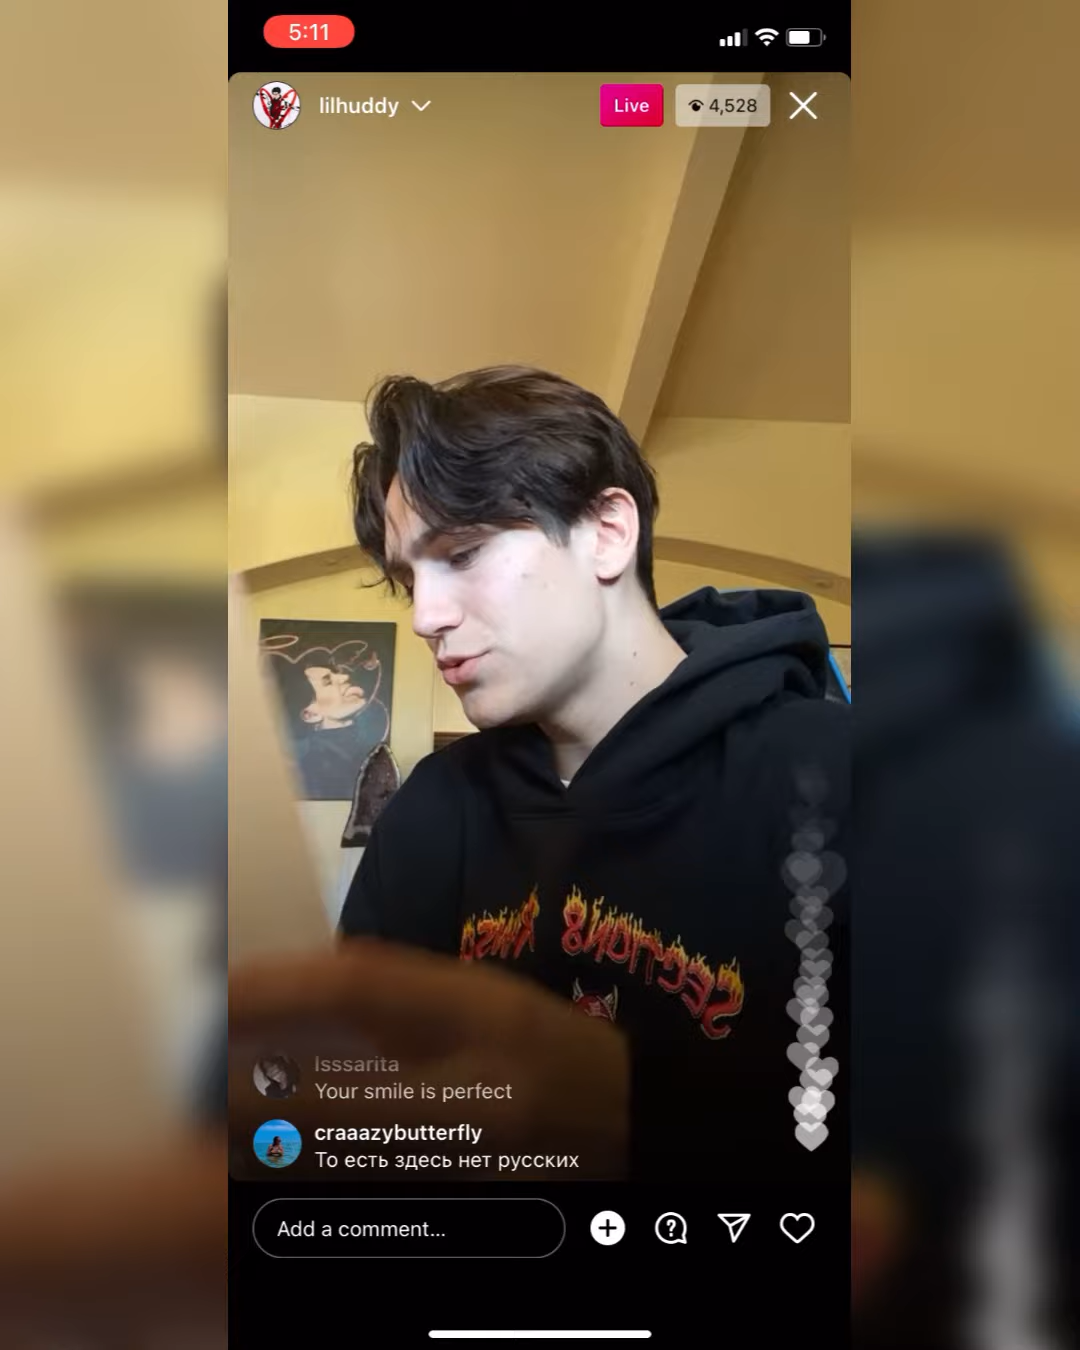 5:11
lilhuddy
Live
4,528
SECTION8
lsssarita
Your smile is perfect
craaazybutterfly
То есть здесь нет русских
Add a comment...